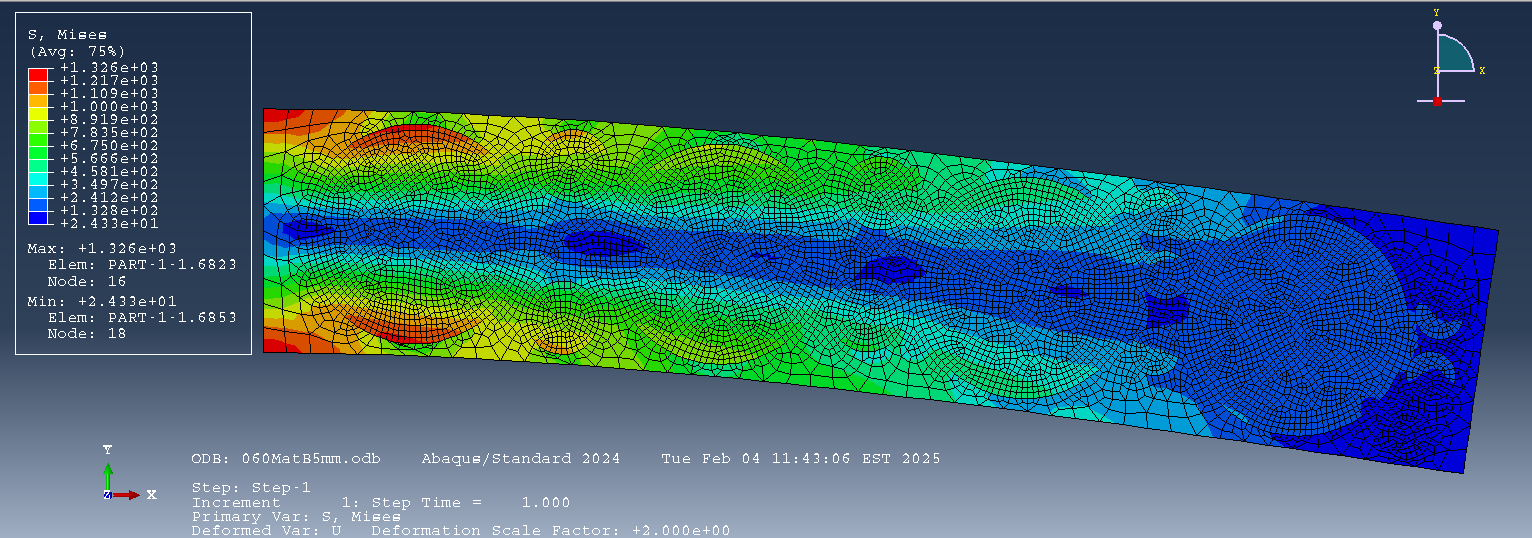 S, Mises
(Avg: 75%)
+1.326e+03
+1.217e+03
+1.109e+03
+1.000e+03
+8.919e+02
+7.835e+02
+6.750e+02
+5.666e+02
+4.581e+02
+3.497e+02
+2.412e+02
+1.328e+02
+2.433e+01
Max: +1.326e+03
Elem: PART-1-1.6823
Node: 16
Min: +2.433e+01
Elem: PART-1-1.6853
Node: 18
Y
Z X
Y
Z X
ODB: 060MatB5mm.odb Abaqus/Standard 2024 Tue Feb 04 11:43:06 EST 2025
Step: Step-1
Increment 1: Step Time = 1.000
Primary Var: S, Mises
Deformed Var: U Deformation Scale Factor: +2.000e+00